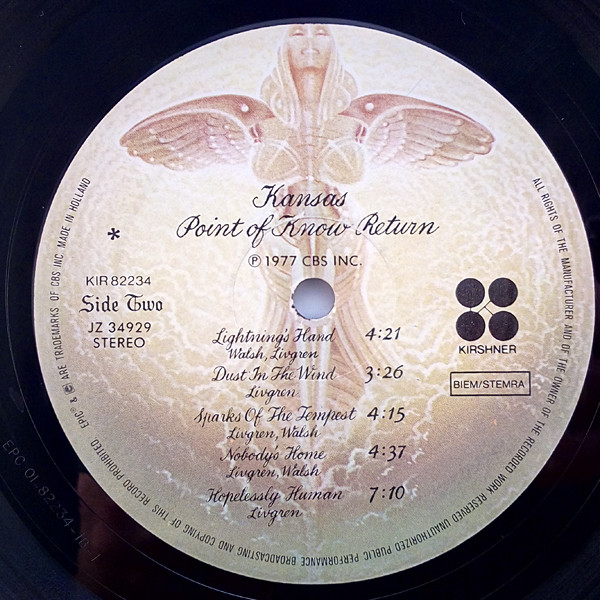 Kansas
Point of Know Return
℗ 1977 CBS INC.
*
KIR 82234
Side Two
JZ 34929
STEREO
KIRSHNER
BIEM/STEMRA
Lightning's Hand 4:21
Walsh, Livgren
Dust In The Wind 3:26
Livgren
Sparks Of The Tempest 4:15
Livgren, Walsh
Nobody's Home 4:37
Livgren, Walsh
Hopelessly Human 7:10
Livgren
ALL RIGHTS OF THE MANUFACTURER AND OF THE OWNER OF THE RECORDED WORK RESERVED UNAUTHORIZED PUBLIC PERFORMANCE BROADCASTING AND COPYING OF THIS RECORD PROHIBITED EPIC ® & © ARE TRADEMARKS OF CBS INC MADE IN HOLLAND